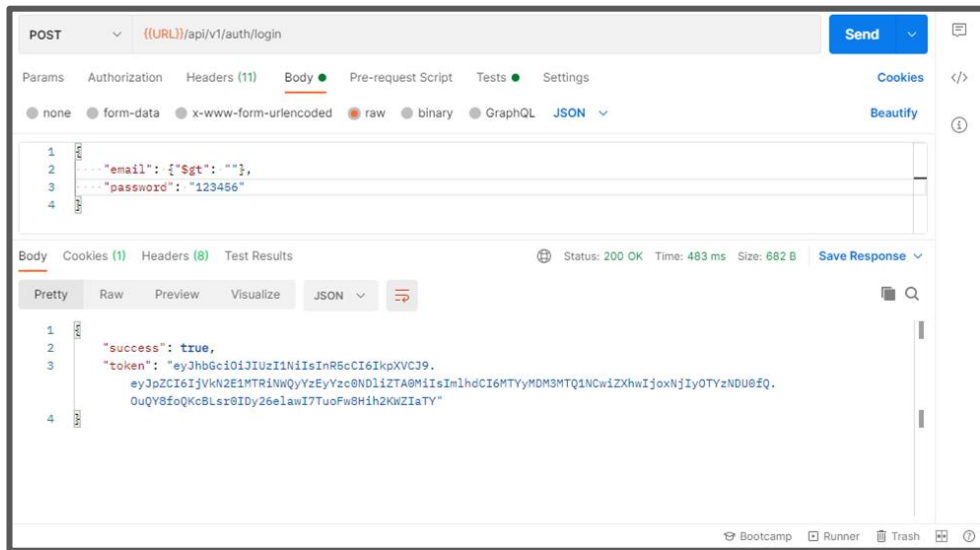 POST {{URL}}/api/v1/auth/login Send
Params Authorization Headers (11) Body Pre-request Script Tests Settings Cookies
none form-data x-www-form-urlencoded raw binary GraphQL JSON Beautify
1 {
2 "email": {"$gt": ""},
3 "password": "123456"
4 }
Body Cookies (1) Headers (8) Test Results Status: 200 OK Time: 483 ms Size: 682 B Save Response
Pretty Raw Preview Visualize JSON
1 {
2 "success": true,
3 "token": "eyJhbGciOiJIUzI1NiIsInR5cCI6IkpXVCJ9.
eyJpZCI6IjVkN2E1MTRiNWQyYzEyYzc0NDliZTA0MiIsImlhdCI6MTYyMDM3MTQ1NCwiZXhwIjoxNjIyOTYzNDU0fQ.
OuQY8foQKcBLsr0IDy26elawI7TuoFw8Hih2KWZIaTY"
4 }
Bootcamp Runner Trash